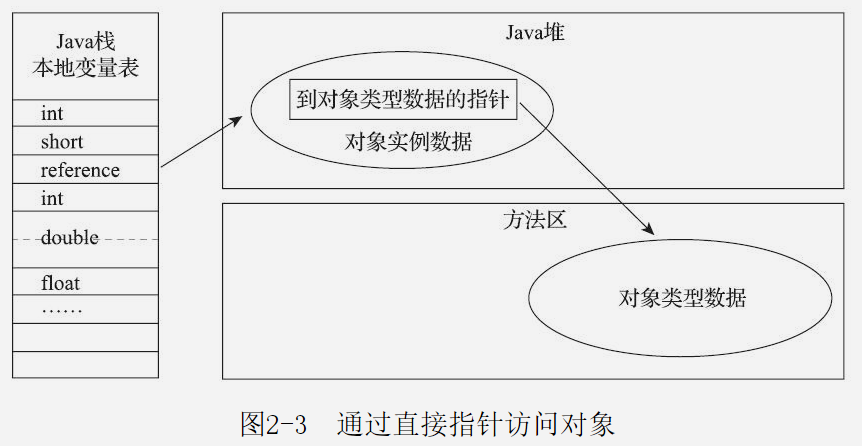 Java栈
本地变量表
int
short
reference
int
double
float
……
Java堆
到对象类型数据的指针
对象实例数据
方法区
对象类型数据
图2-3 通过直接指针访问对象